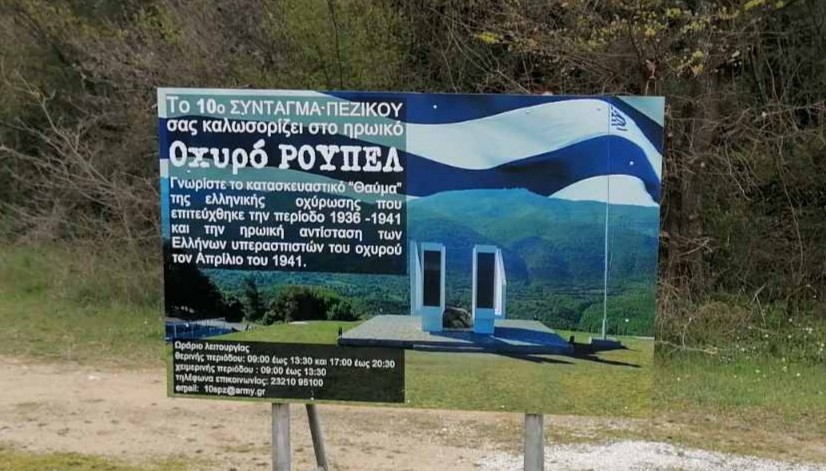 Το 10ο ΣΥΝΤΑΓΜΑ-ΠΕΖΙΚΟΥ
σας καλωσορίζει στο ηρωικό
Οχυρό ΡΟΥΠΕΛ
Γνωρίστε το κατασκευαστικό "Θαύμα"
της ελληνικής οχύρωσης που
επιτεύχθηκε την περίοδο 1936 -1941
και την ηρωική αντίσταση των
Ελλήνων υπερασπιστών του οχυρού
τον Απρίλιο του 1941.
Ωράριο λειτουργίας
θερινής περιόδου: 09:00 έως 13:30 και 17:00 έως 20:30
χειμερινής περιόδου : 09:00 έως 13:30
τηλέφωνα επικοινωνίας: 23210 95100
email: 10spz@army.gr